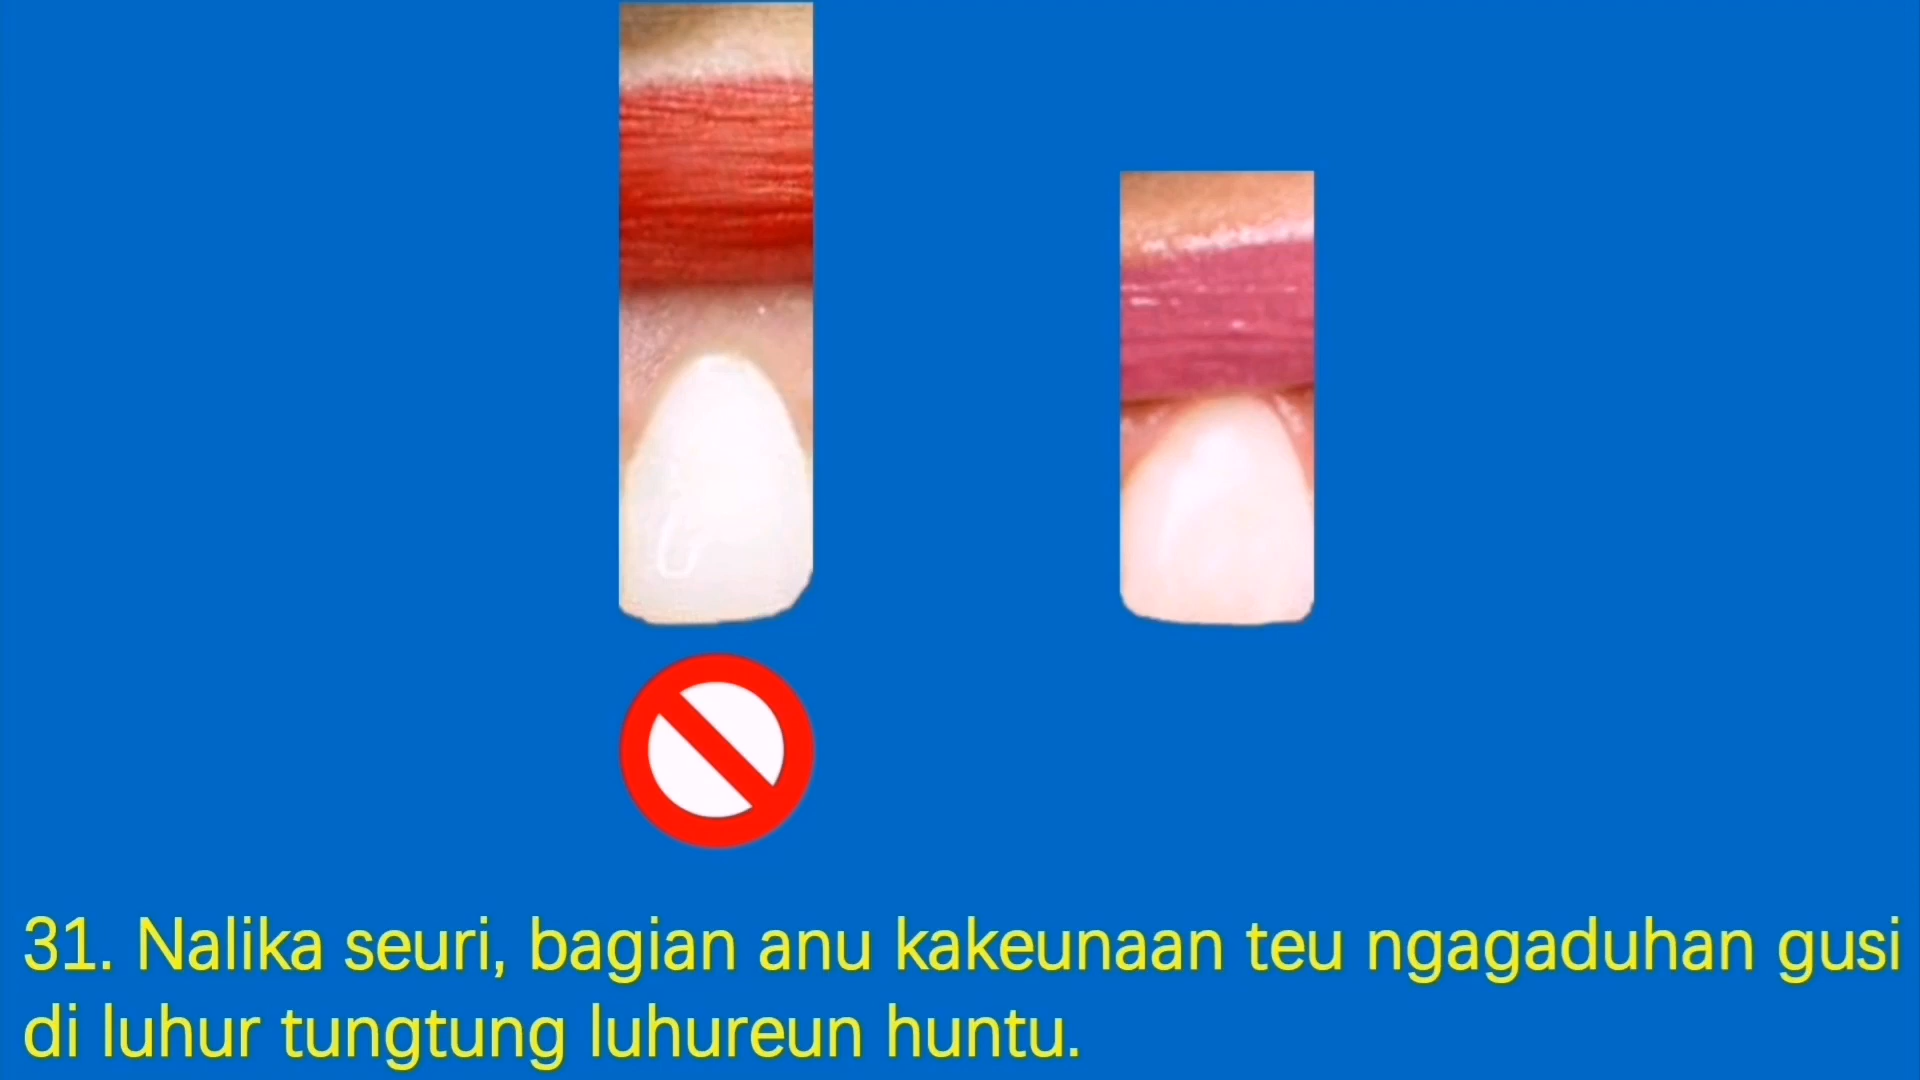 31. Nalika seuri, bagian anu kakeunaan teu ngagaduhan gusi
di luhur tungtung luhureun huntu.